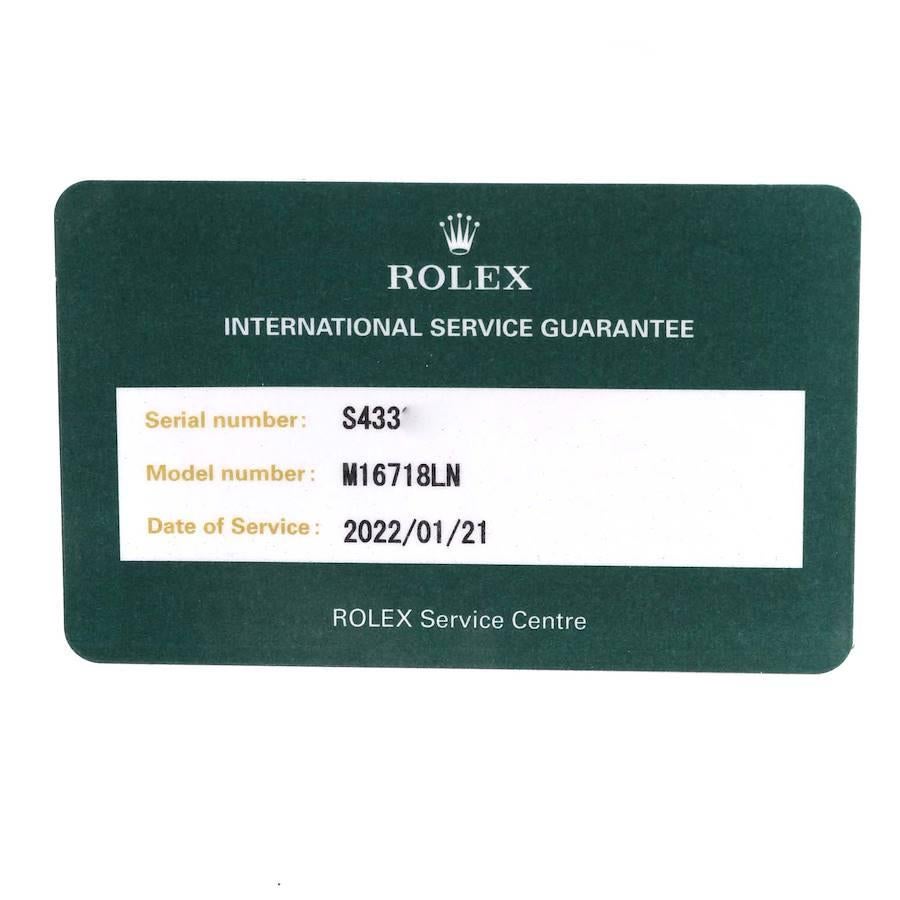 ROLEX
INTERNATIONAL SERVICE GUARANTEE
Serial number: S433
Model number: M16718LN
Date of Service: 2022/01/21
ROLEX Service Centre